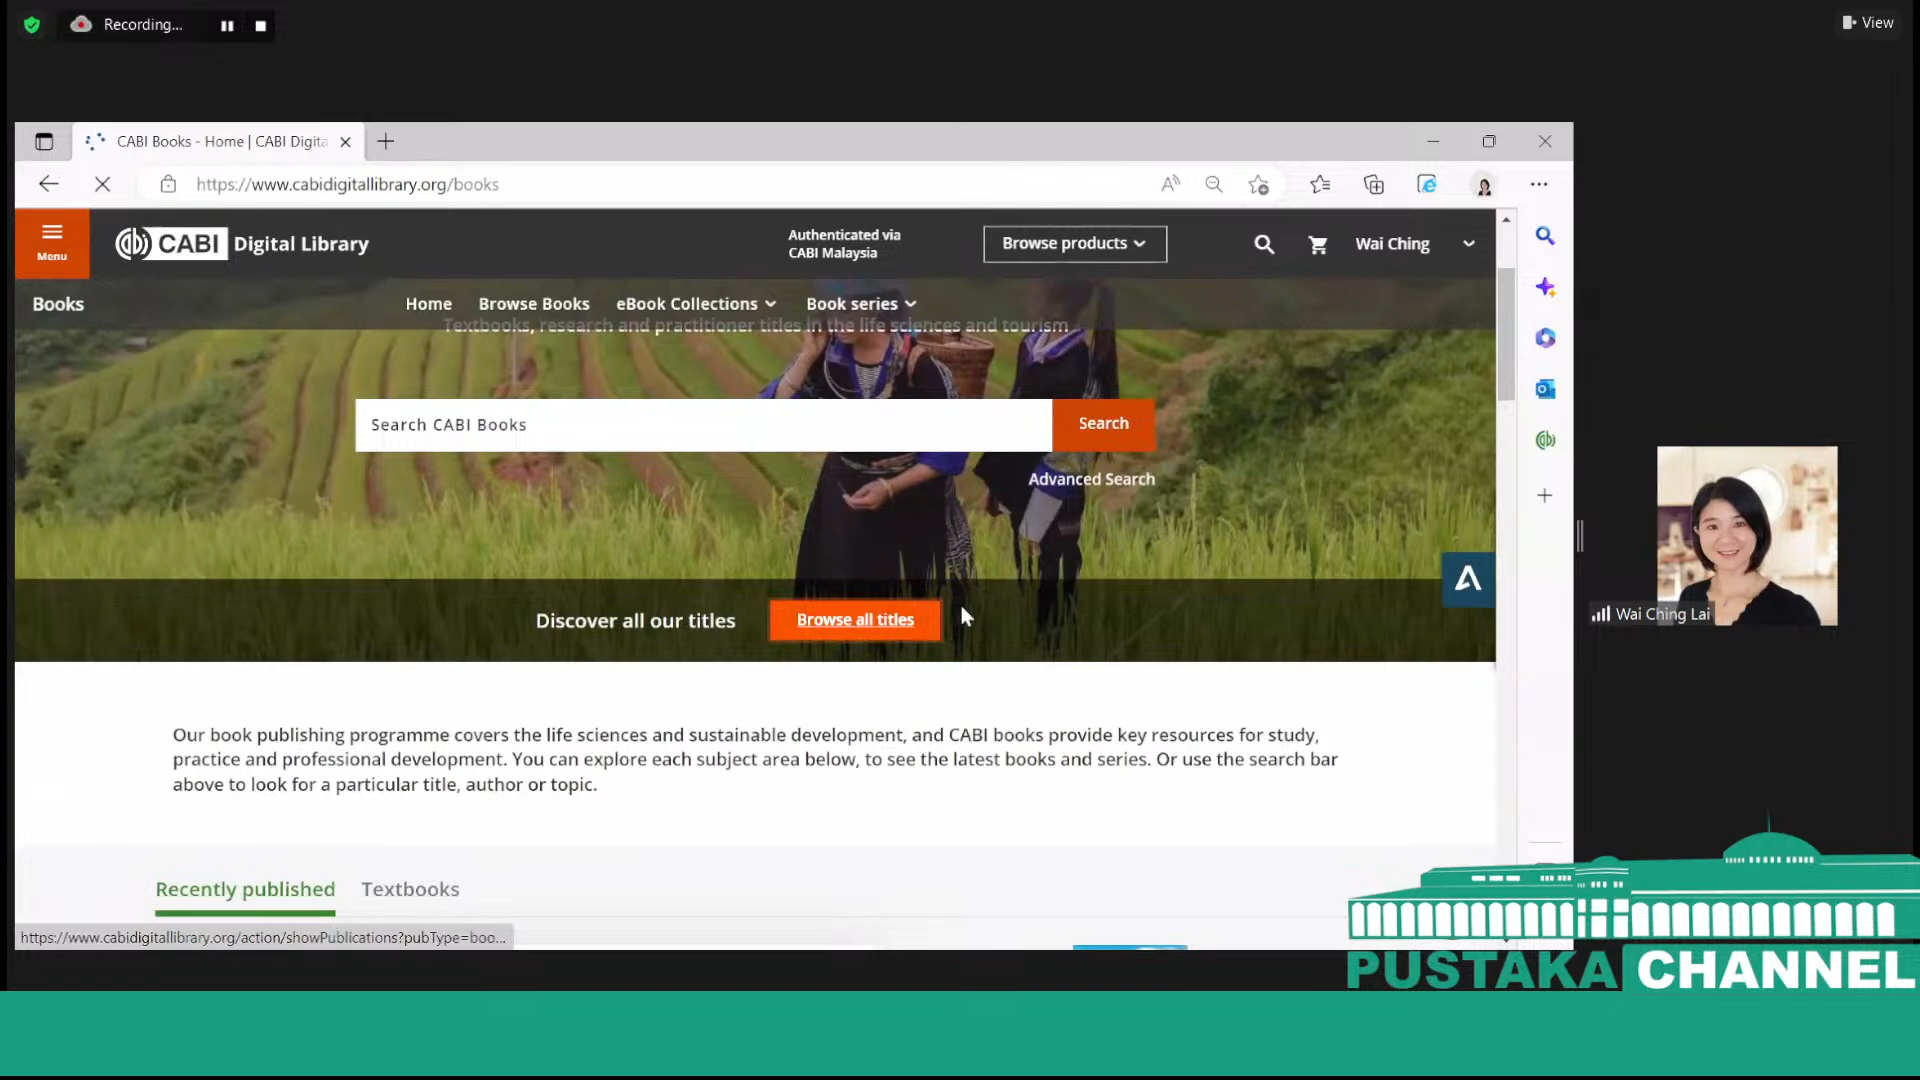 Recording...
View
CABI Books - Home | CABI Digita
https://www.cabidigitallibrary.org/books
Menu
CABI Digital Library
Authenticated via
CABI Malaysia
Browse products
Wai Ching
Books
Home
Browse Books
eBook Collections
Book series
Textbooks, research and practitioner titles in the life sciences and tourism
Search CABI Books
Search
Advanced Search
Discover all our titles
Browse all titles
Wai Ching Lai
Our book publishing programme covers the life sciences and sustainable development, and CABI books provide key resources for study,
practice and professional development. You can explore each subject area below, to see the latest books and series. Or use the search bar
above to look for a particular title, author or topic.
Recently published
Textbooks
https://www.cabidigitallibrary.org/action/showPublications?pubType=boo...
PUSTAKA CHANNEL